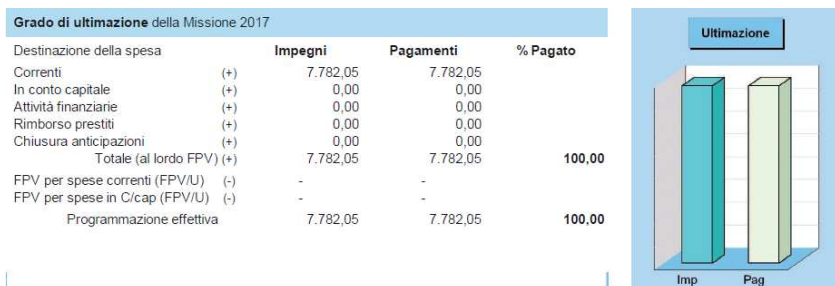 Grado di ultimazione della Missione 2017
Destinazione della spesa Impegni Pagamenti % Pagato
Correnti (+) 7.782,05 7.782,05
In conto capitale (+) 0,00 0,00
Attività finanziarie (+) 0,00 0,00
Rimborso prestiti (+) 0,00 0,00
Chiusura anticipazioni (+) 0,00 0,00
Totale (al lordo FPV) (+) 7.782,05 7.782,05 100,00
FPV per spese correnti (FPV/U) (-) - -
FPV per spese in C/cap (FPV/U) (-) - -
Programmazione effettiva 7.782,05 7.782,05 100,00
Ultimazione
Imp Pag